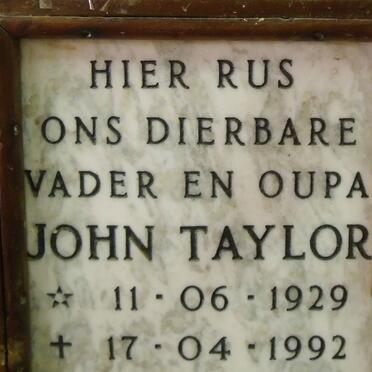 HIER RUS
ONS DIERBARE
VADER EN OUPA
JOHN TAYLOR
☆ 11 - 06 - 1929
✝ 17 - 04 - 1992